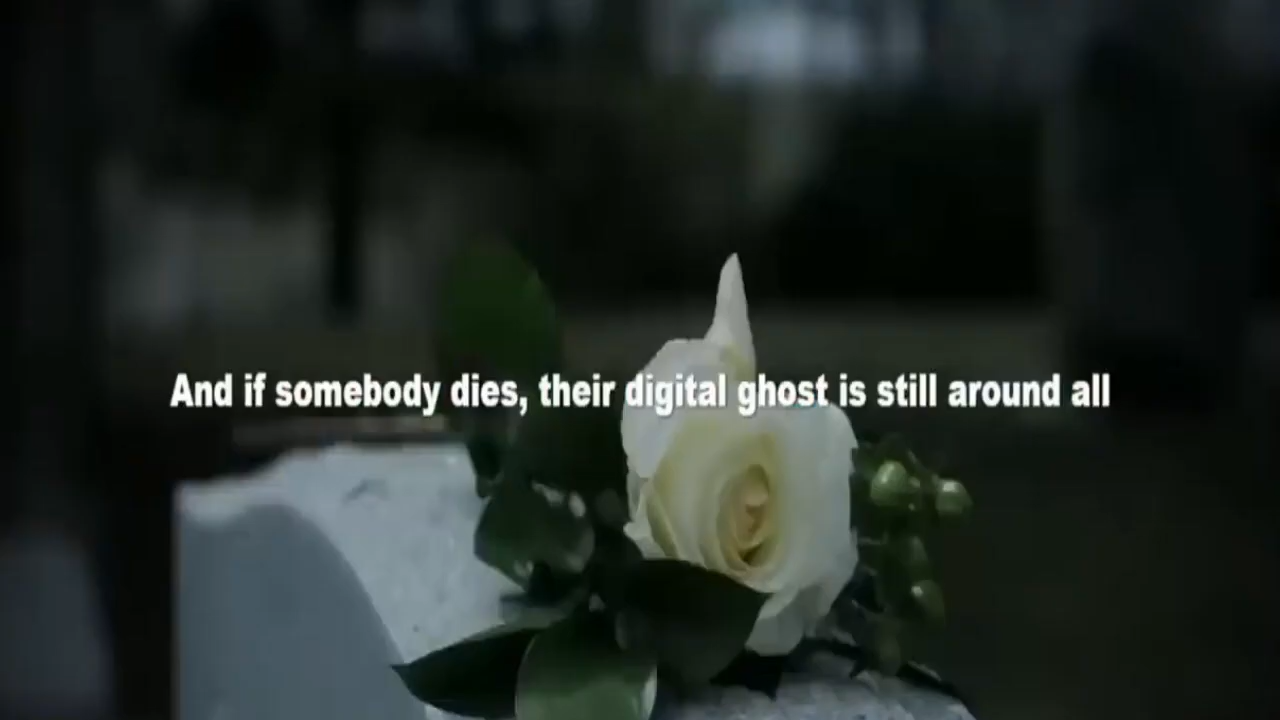 And if somebody dies, their digital ghost is still around all